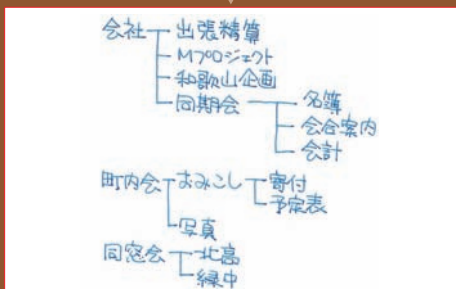 会社 出張精算
Mプロジェクト
和歌山企画
同期会 名簿
会合案内
会計
町内会 おみこし 寄付
予定表
写真
同窓会 北高
緑中